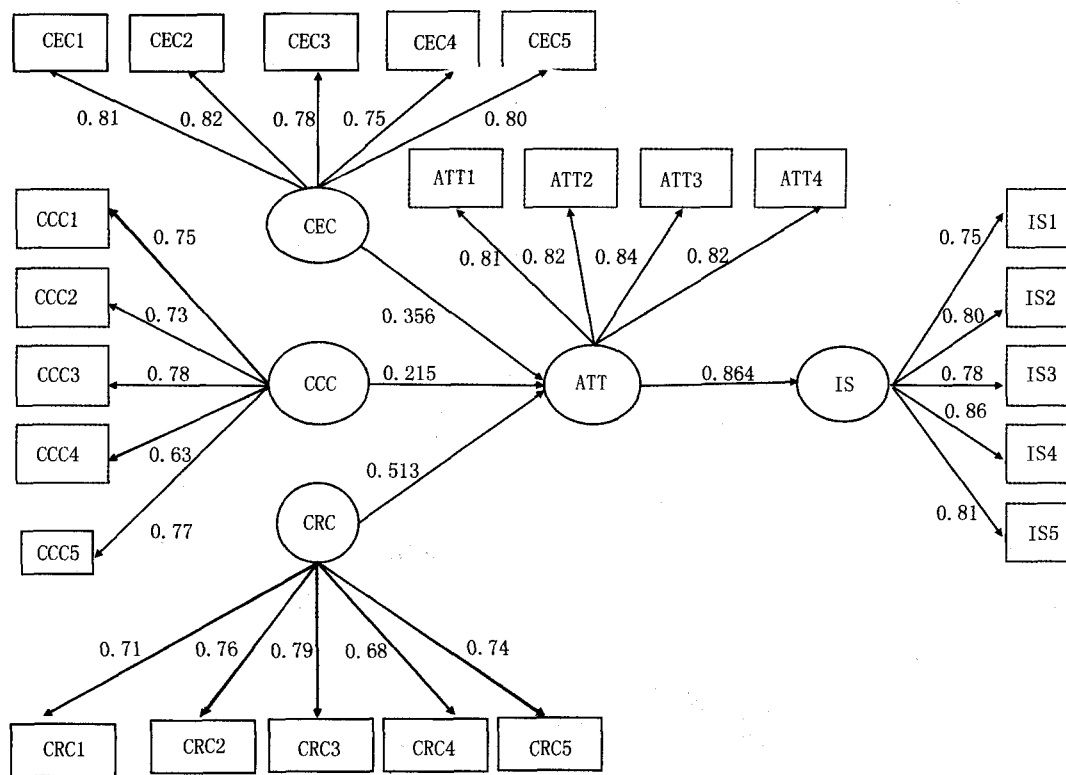 CEC1 CEC2 CEC3 CEC4 CEC5
0.81 0.82 0.78 0.75 0.80
ATT1 ATT2 ATT3 ATT4
CEC
CCC1
0.75
IS1
0.75
0.81 0.82 0.84 0.82
CCC2
0.73
0.356
IS2
0.80
CCC3
0.78
CCC
0.215
ATT
0.864
IS
0.78
IS3
0.86
CCC4
0.63
0.513
IS4
CRC
0.77
0.81
IS5
CCC5
0.71 0.76 0.79 0.68 0.74
CRC1 CRC2 CRC3 CRC4 CRC5